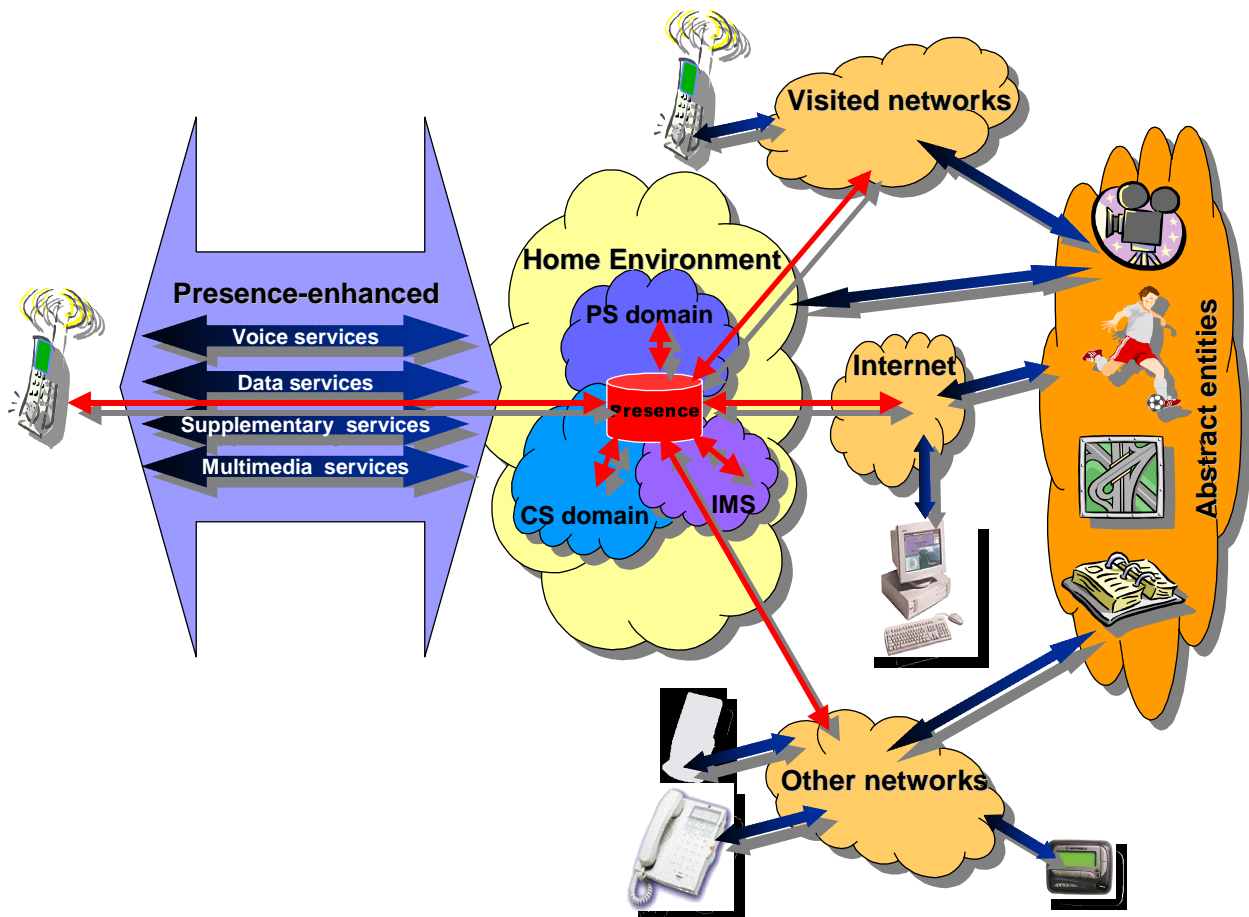 Visited networks
Home Environment
Presence-enhanced
PS domain
Voice services
Internet
Data services
Presence
Supplementary services
Multimedia services
IMS
CS domain
Abstract entities
Other networks